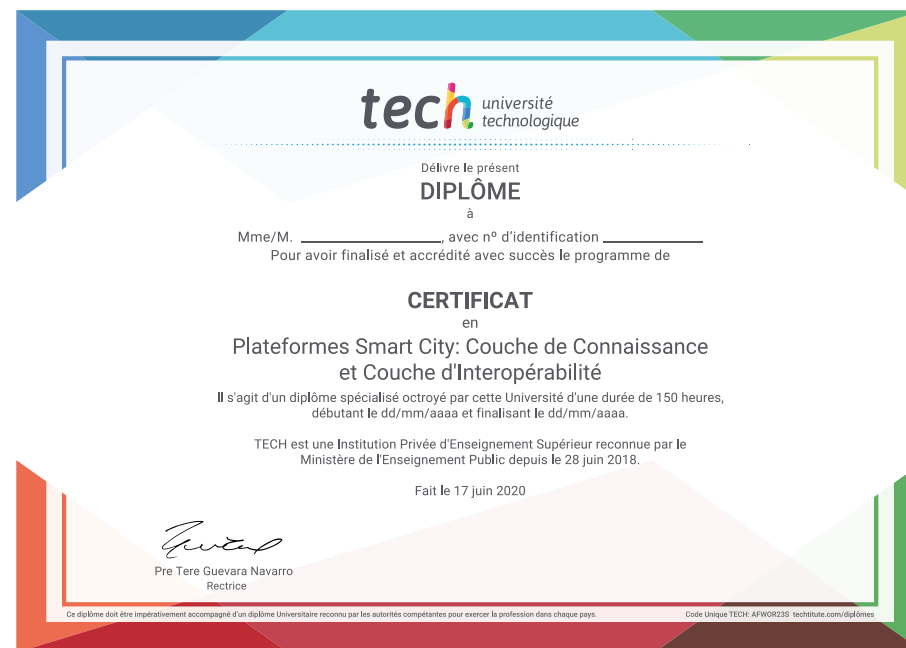 tech université
technologique
Délivre le présent
DIPLÔME
à
Mme/M. ____________________, avec nº d'identification ______________
Pour avoir finalisé et accrédité avec succès le programme de
CERTIFICAT
en
Plateformes Smart City: Couche de Connaissance
et Couche d'Interopérabilité
Il s'agit d'un diplôme spécialisé octroyé par cette Université d'une durée de 150 heures,
débutant le dd/mm/aaaa et finalisant le dd/mm/aaaa.
TECH est une Institution Privée d'Enseignement Supérieur reconnue par le
Ministère de l'Enseignement Public depuis le 28 juin 2018.
Fait le 17 juin 2020
Pre Tere Guevara Navarro
Rectrice
Ce diplôme doit être impérativement accompagné d'un diplôme Universitaire reconnu par les autorités compétentes pour exercer la profession dans chaque pays.
Code Unique TECH: AFWOR23S techtitute.com/diplômes